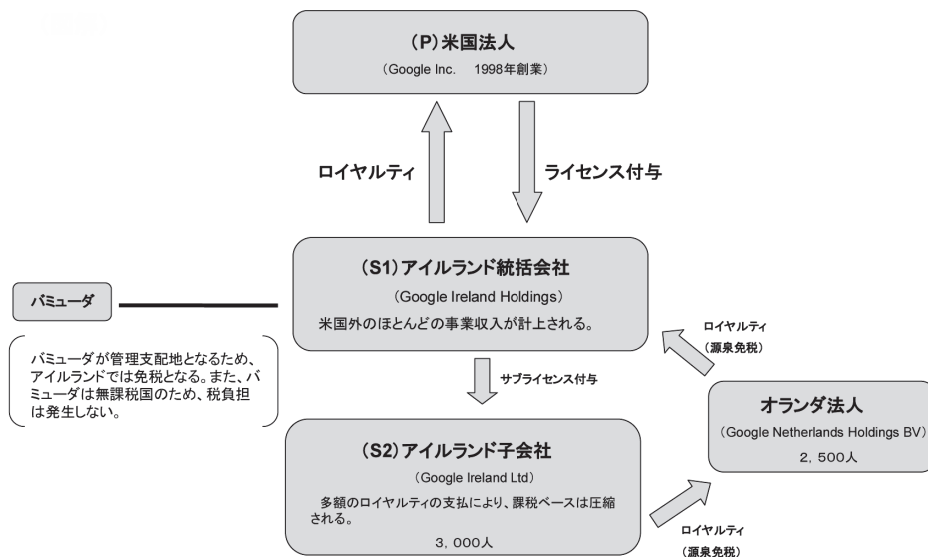 (P)米国法人
(Google Inc.　1998年創業)
ロイヤルティ
ライセンス付与
(S1)アイルランド統括会社
(Google Ireland Holdings)
米国外のほとんどの事業収入が計上される。
バミューダ
バミューダが管理支配地となるため、
アイルランドでは免税となる。また、バ
ミューダは無課税国のため、税負担
は発生しない。
サブライセンス付与
ロイヤルティ
(源泉免税)
オランダ法人
(Google Netherlands Holdings BV)
2,500人
(S2)アイルランド子会社
(Google Ireland Ltd)
多額のロイヤルティの支払により、課税ベースは圧縮
される。
3,000人
ロイヤルティ
(源泉免税)